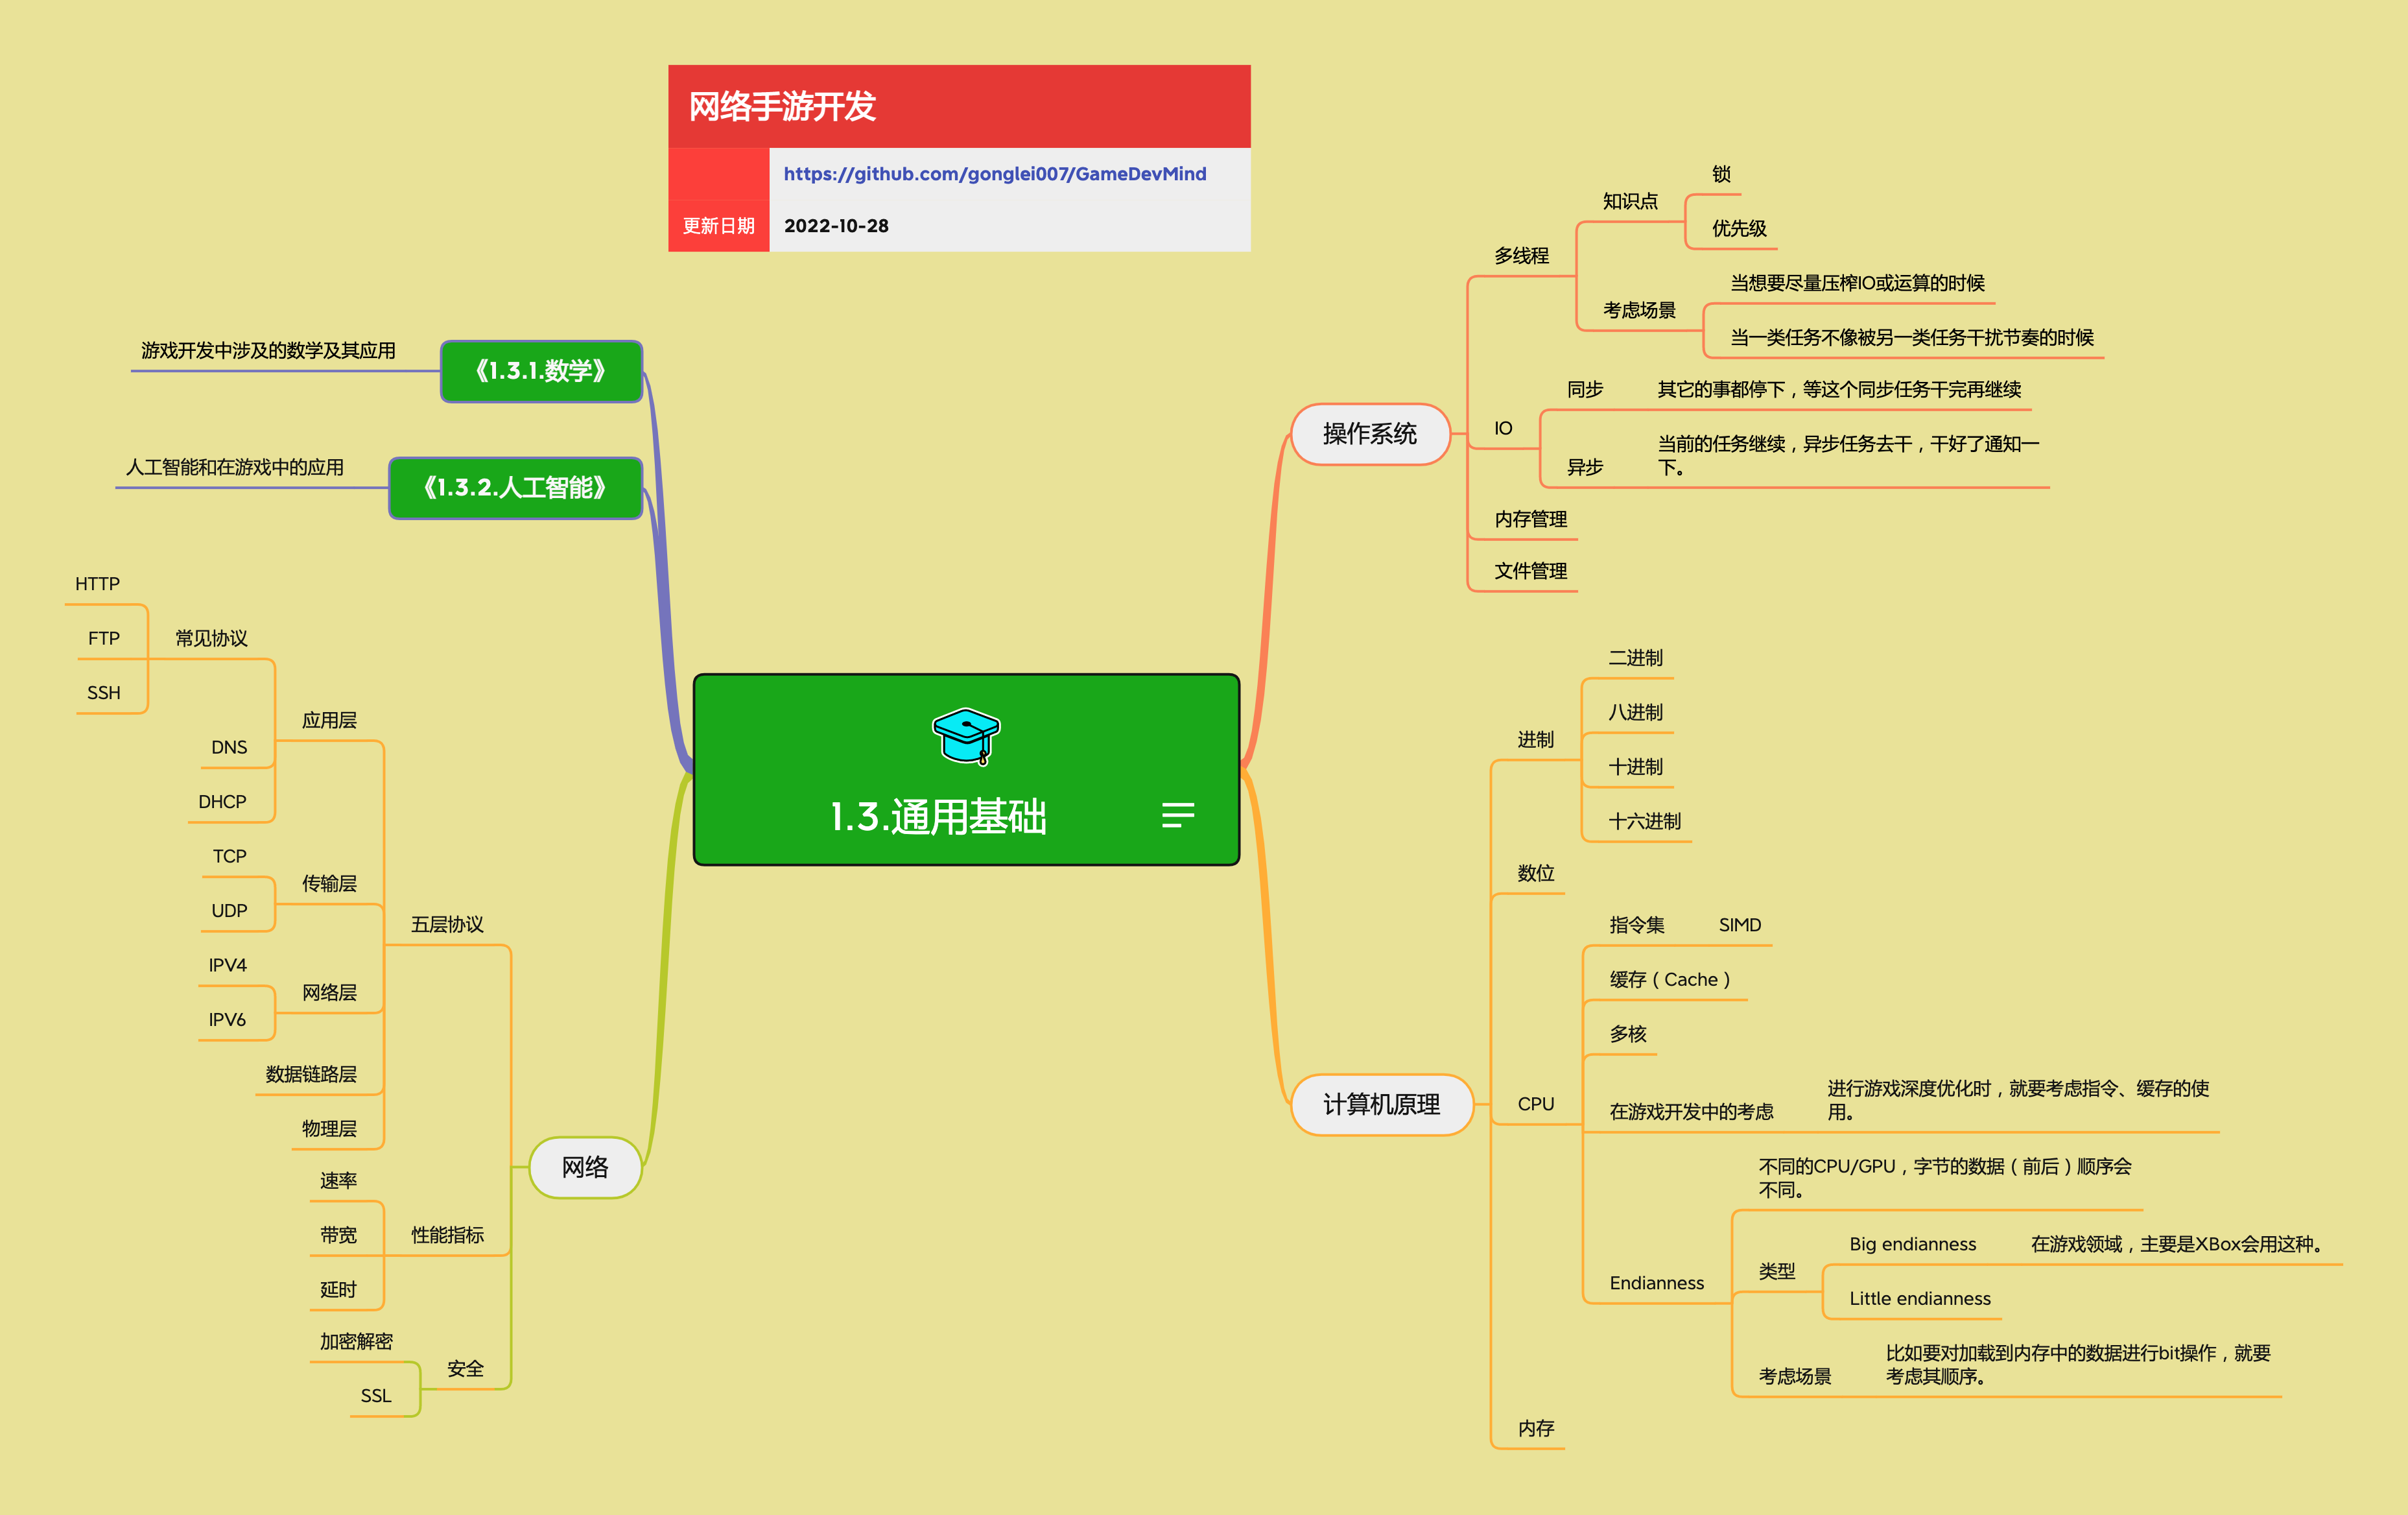 网络手游开发
https://github.com/gonglei007/GameDevMind
更新日期
2022-10-28
1.3.通用基础
操作系统
多线程
知识点
锁
优先级
考虑场景
当想要尽量压榨IO或运算的时候
当一类任务不像被另一类任务干扰节奏的时候
IO
同步
其它的事都停下，等这个同步任务干完再继续
异步
当前的任务继续，异步任务去干，干好了通知一
下。
内存管理
文件管理
计算机原理
进制
二进制
八进制
十进制
十六进制
数位
CPU
指令集
SIMD
缓存（Cache）
多核
在游戏开发中的考虑
进行游戏深度优化时，就要考虑指令、缓存的使
用。
Endianness
不同的CPU/GPU，字节的数据（前后）顺序会
不同。
类型
Big endianness
在游戏领域，主要是XBox会用这种。
Little endianness
考虑场景
比如要对加载到内存中的数据进行bit操作，就要
考虑其顺序。
内存
《1.3.1.数学》
游戏开发中涉及的数学及其应用
《1.3.2.人工智能》
人工智能和在游戏中的应用
网络
五层协议
应用层
常见协议
HTTP
FTP
SSH
DNS
DHCP
传输层
TCP
UDP
网络层
IPV4
IPV6
数据链路层
物理层
性能指标
速率
带宽
延时
安全
加密解密
SSL